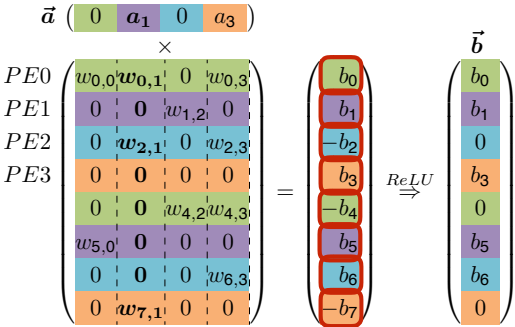 a⃗ ( 0 a₁ 0 a₃ )
×
b⃗
PE0 ( w₀,₀ w₀,₁ 0 w₀,₃ ) ( b₀ ) ( b₀ )
PE1 0 0 w₁,₂ 0 b₁ b₁
PE2 0 w₂,₁ 0 w₂,₃ −b₂ 0
PE3 0 0 0 0 b₃ b₃
= ReLU ⇒
0 0 w₄,₂ w₄,₃ −b₄ 0
w₅,₀ 0 0 0 b₅ b₅
0 0 0 w₆,₃ b₆ b₆
0 w₇,₁ 0 0 −b₇ 0